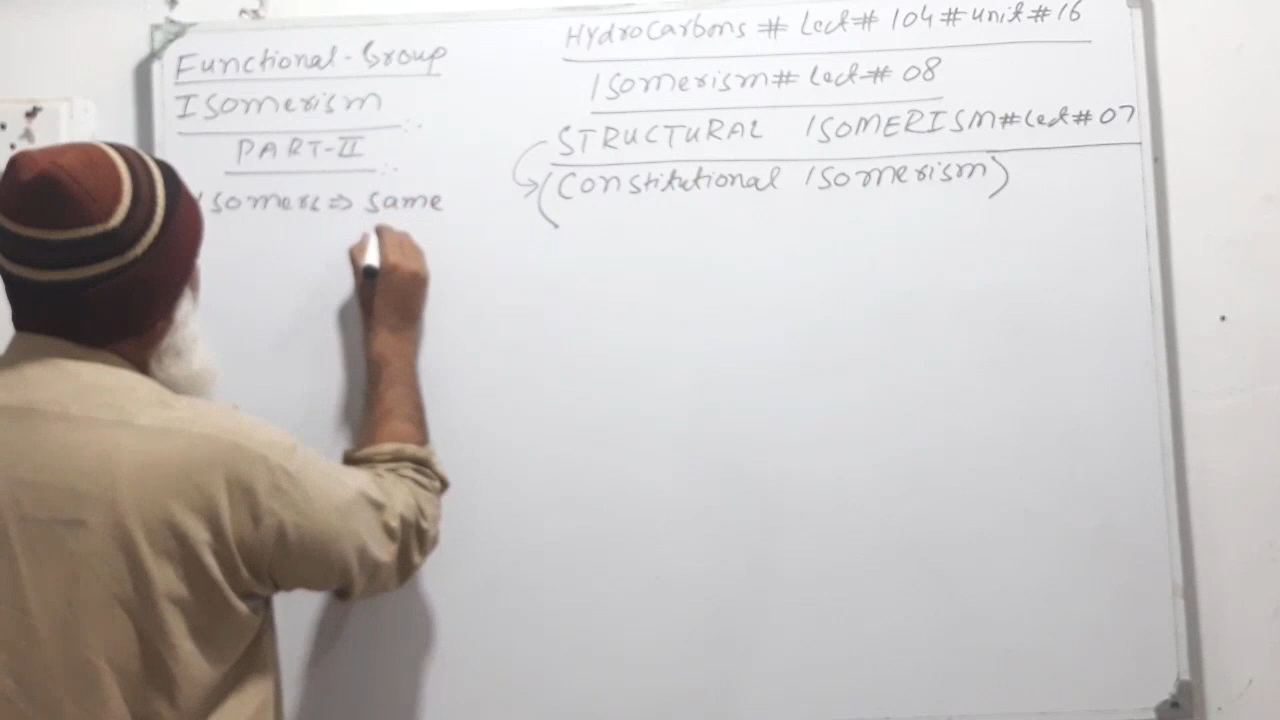 Functional-Group
Isomerism
PART-II
Isomers ⇒ same
Hydrocarbons # Lect # 104 # unit # 16
Isomerism # Lect # 08
STRUCTURAL ISOMERISM # Lect # 07
(Constitutional Isomerism)